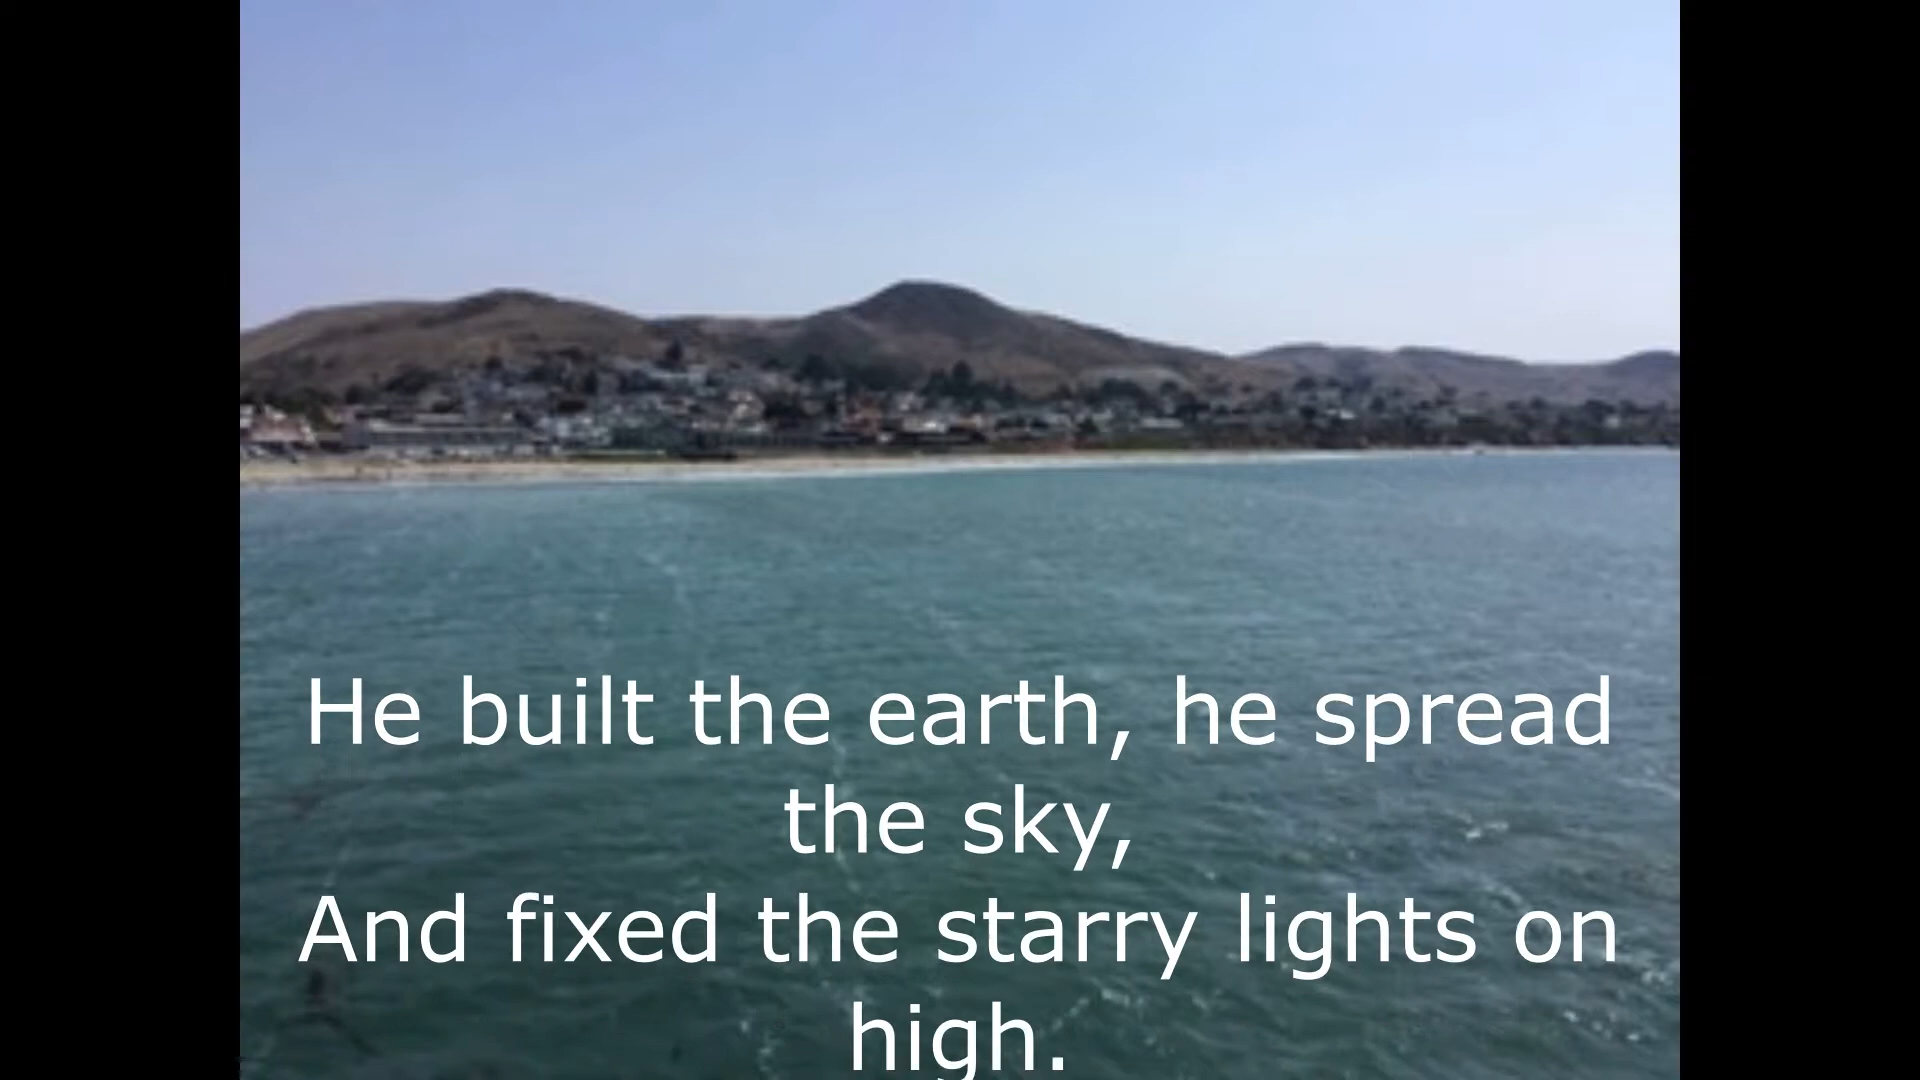 He built the earth, he spread
the sky,
And fixed the starry lights on
high.